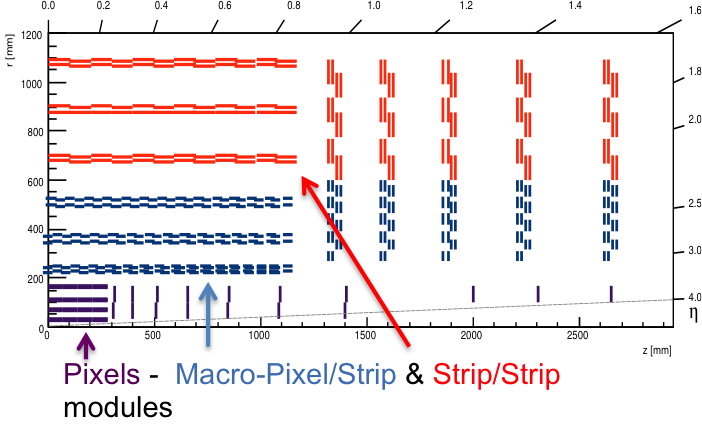 0.0 0.2 0.4 0.6 0.8 1.0 1.2 1.4 1.6
r [mm]
1200
1000
800
600
400
200
0
1.8
2.0
2.5
3.0
4.0
η
0 500 1000 1500 2000 2500
z [mm]
Pixels - Macro-Pixel/Strip & Strip/Strip
modules